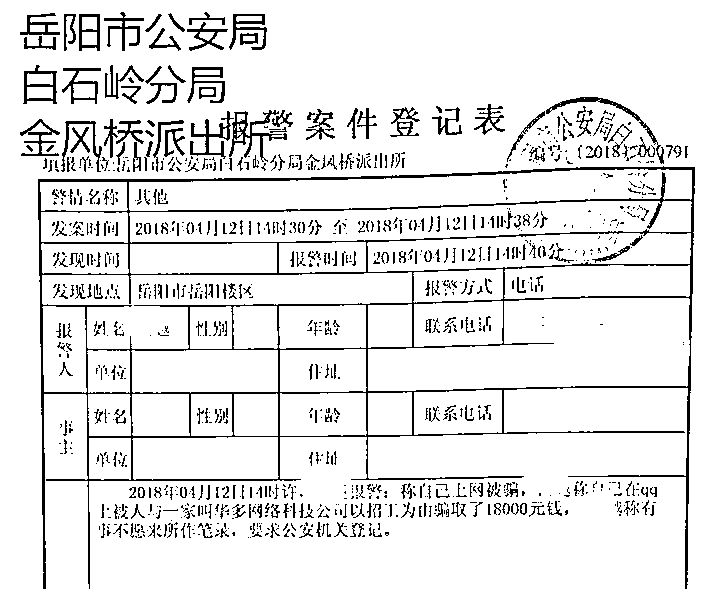 岳阳市公安局
白石岭分局
金凤桥派出所
报警案件登记表
填报单位:岳阳市公安局白石岭分局金凤桥派出所
编号:[2018]2000791
公安局白
警情名称 其他
发案时间 2018年04月12日14时30分 至 2018年04月12日14时38分
发现时间 报警时间 2018年04月12日14时40分
发现地点 岳阳市岳阳楼区 报警方式 电话
报警人
姓名 性别 年龄 联系电话
单位 住址
事主
姓名 性别 年龄 联系电话
单位 住址
2018年04月12日14时许, 报警:称自己上网被骗, 称自己在qq
上被人与一家叫华多网络科技公司以招工为由骗取了18000元钱, 称有
事不愿来所作笔录,要求公安机关登记。